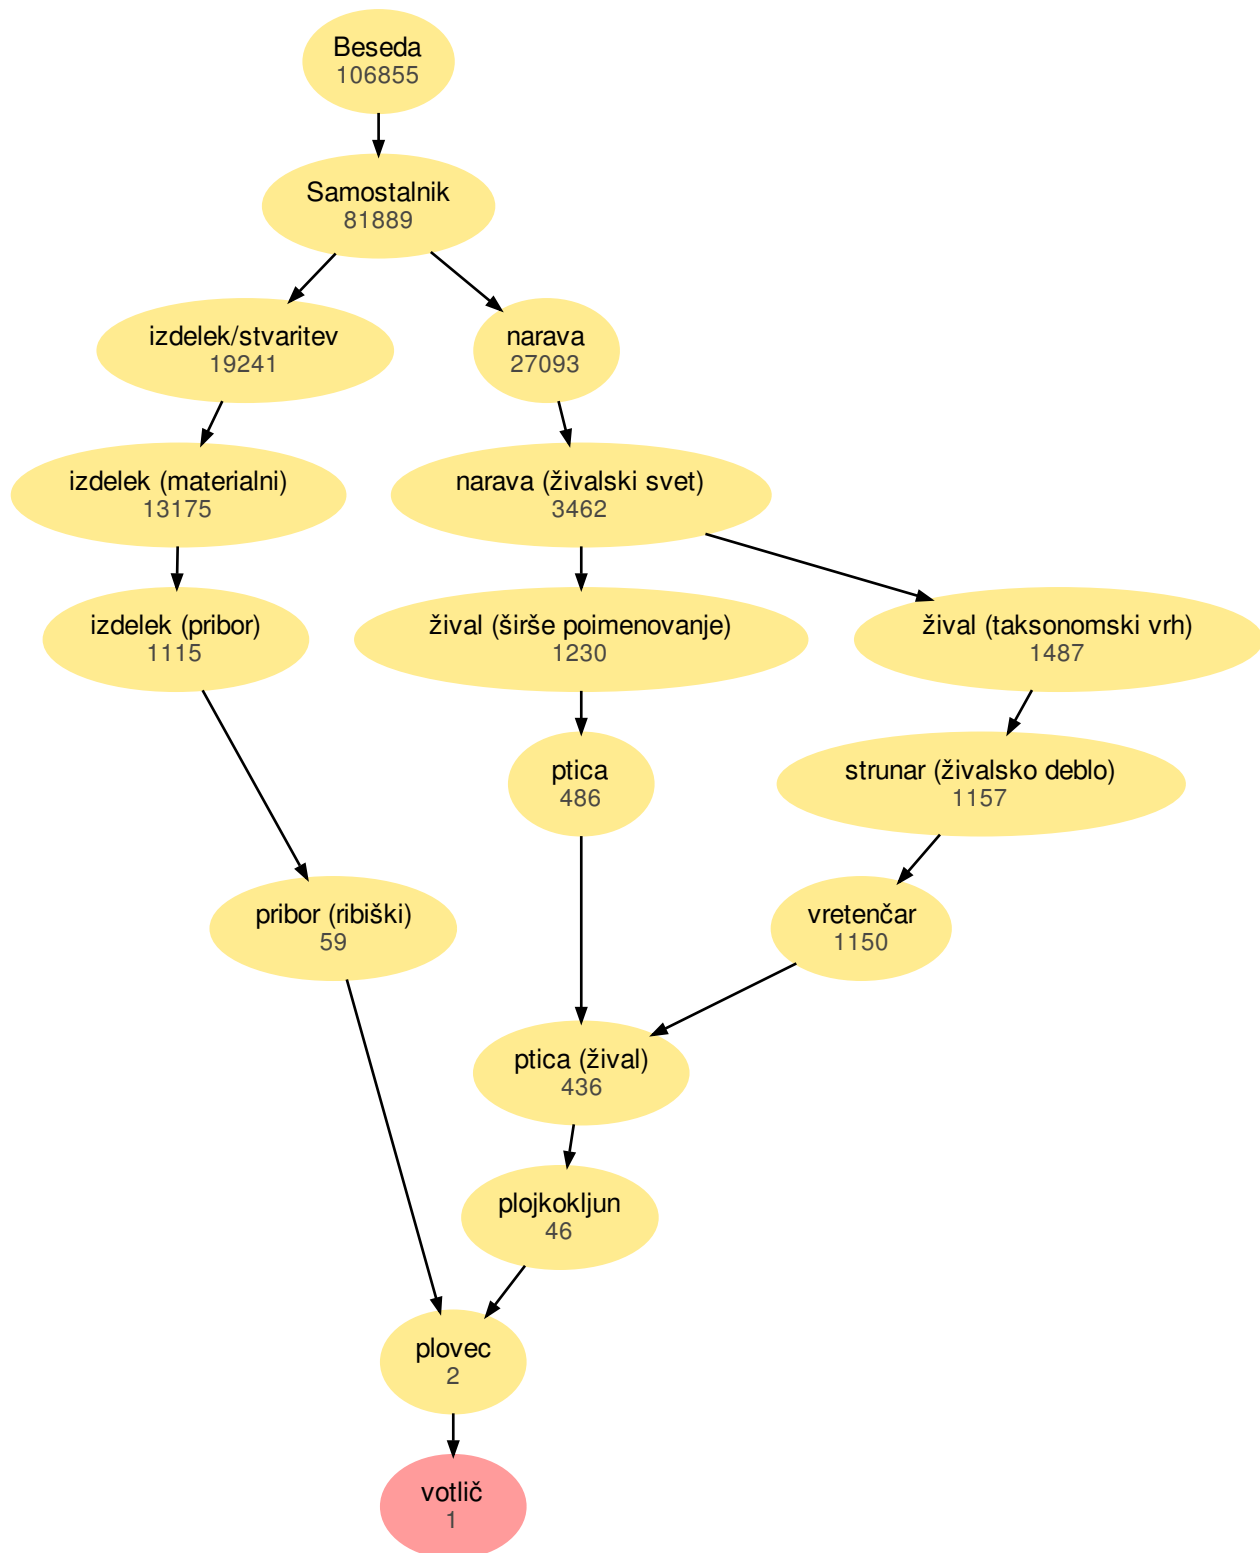 Beseda
106855
Samostalnik
81889
izdelek/stvaritev
19241
narava
27093
izdelek (materialni)
13175
narava (živalski svet)
3462
izdelek (pribor)
1115
žival (širše poimenovanje)
1230
žival (taksonomski vrh)
1487
ptica
486
strunar (živalsko deblo)
1157
pribor (ribiški)
59
vretenčar
1150
ptica (žival)
436
plojkokljun
46
plovec
2
votlič
1